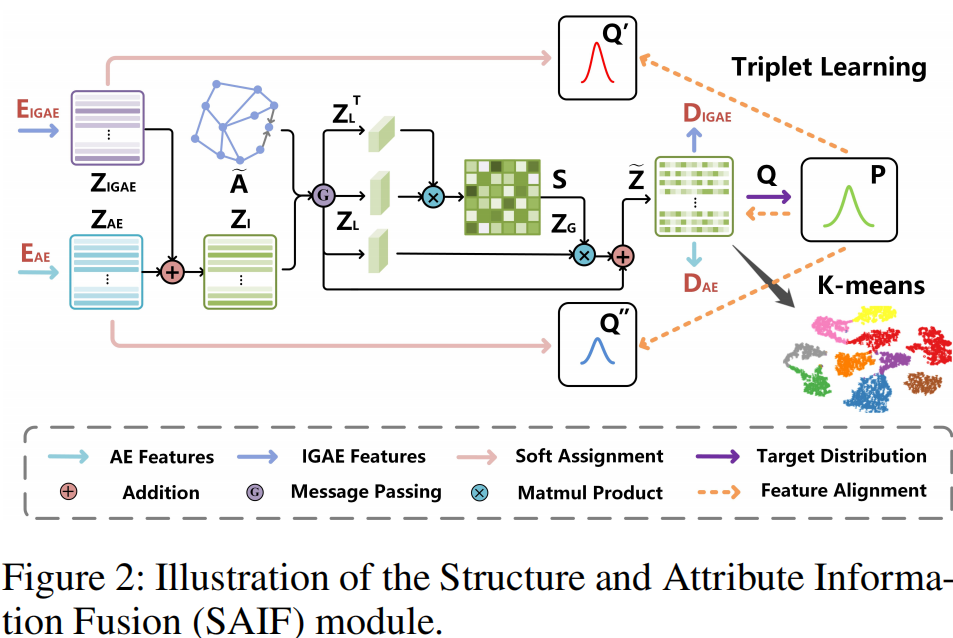 Q′
Triplet Learning
E_IGAE
Z_IGAE
Ã
Z_L^T
D_IGAE
Z_AE
Z_I
G
Z_L
×
S
Z_G
Z̃
Q
P
E_AE
+
×
+
D_AE
K-means
Q″
AE Features
IGAE Features
Soft Assignment
Target Distribution
+ Addition
G Message Passing
× Matmul Product
Feature Alignment
Figure 2: Illustration of the Structure and Attribute Informa-
tion Fusion (SAIF) module.